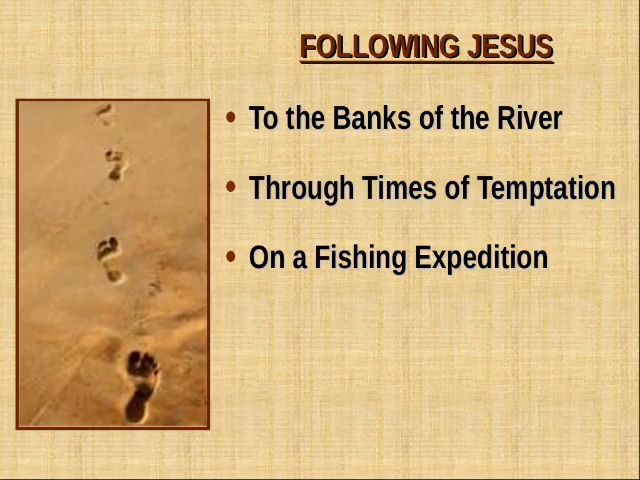 FOLLOWING JESUS
• To the Banks of the River
• Through Times of Temptation
• On a Fishing Expedition